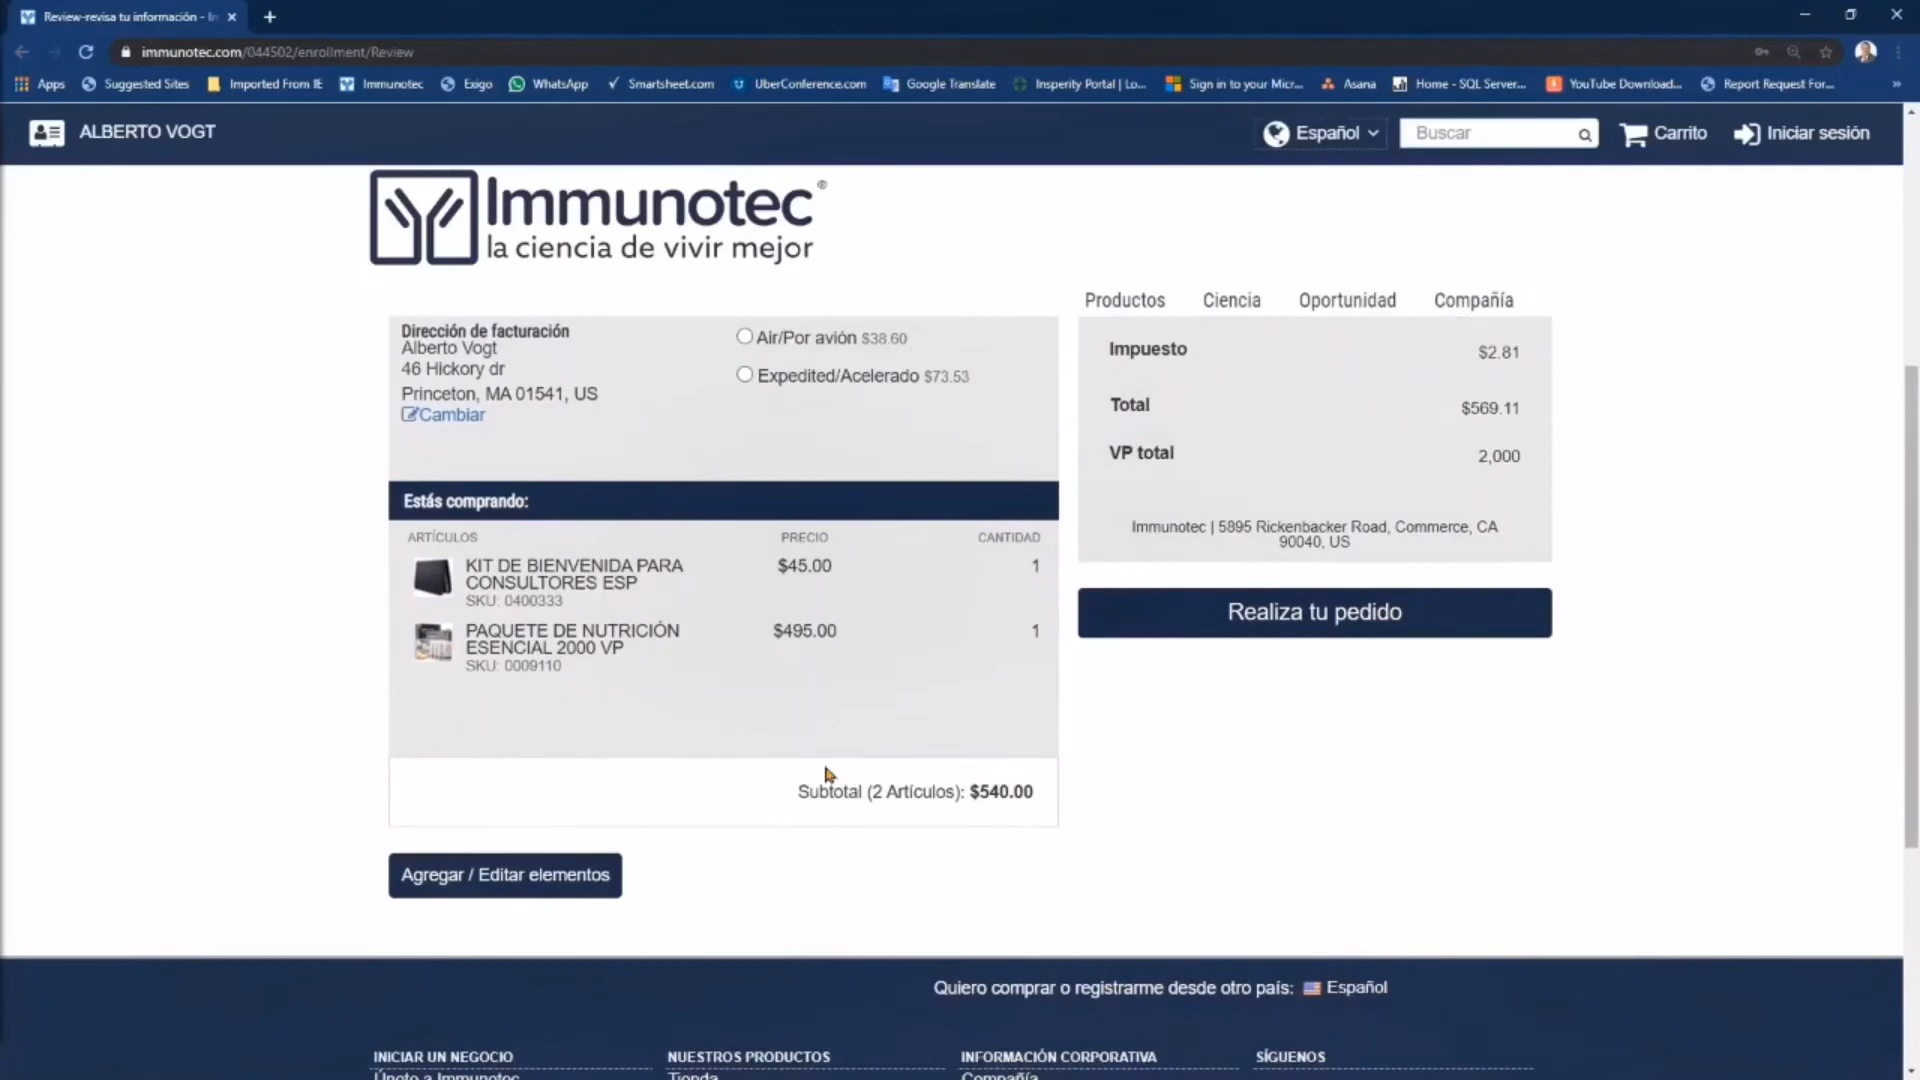 Review-revisa tu información - I
immunotec.com/044502/enrollment/Review
Apps
Suggested Sites
Imported From IE
Immunotec
Exigo
WhatsApp
Smartsheet.com
UberConference.com
Google Translate
Insperity Portal | Lo...
Sign in to your Micr...
Asana
Home - SQL Server...
YouTube Download...
Report Request For...
»
ALBERTO VOGT
Español
Buscar
Carrito
Iniciar sesión
Immunotec®
la ciencia de vivir mejor
Productos
Ciencia
Oportunidad
Compañía
Dirección de facturación
Alberto Vogt
46 Hickory dr
Princeton, MA 01541, US
Cambiar
Air/Por avión $38.60
Expedited/Acelerado $73.53
Impuesto $2.81
Total $569.11
VP total 2,000
Immunotec | 5895 Rickenbacker Road, Commerce, CA
90040, US
Realiza tu pedido
Estás comprando:
ARTÍCULOS PRECIO CANTIDAD
KIT DE BIENVENIDA PARA $45.00 1
CONSULTORES ESP
SKU: 0400333
PAQUETE DE NUTRICIÓN $495.00 1
ESENCIAL 2000 VP
SKU: 0009110
Subtotal (2 Artículos): $540.00
Agregar / Editar elementos
Quiero comprar o registrarme desde otro país: Español
INICIAR UN NEGOCIO
NUESTROS PRODUCTOS
INFORMACIÓN CORPORATIVA
SÍGUENOS
Únete a Immunotec
Tienda
Compañía